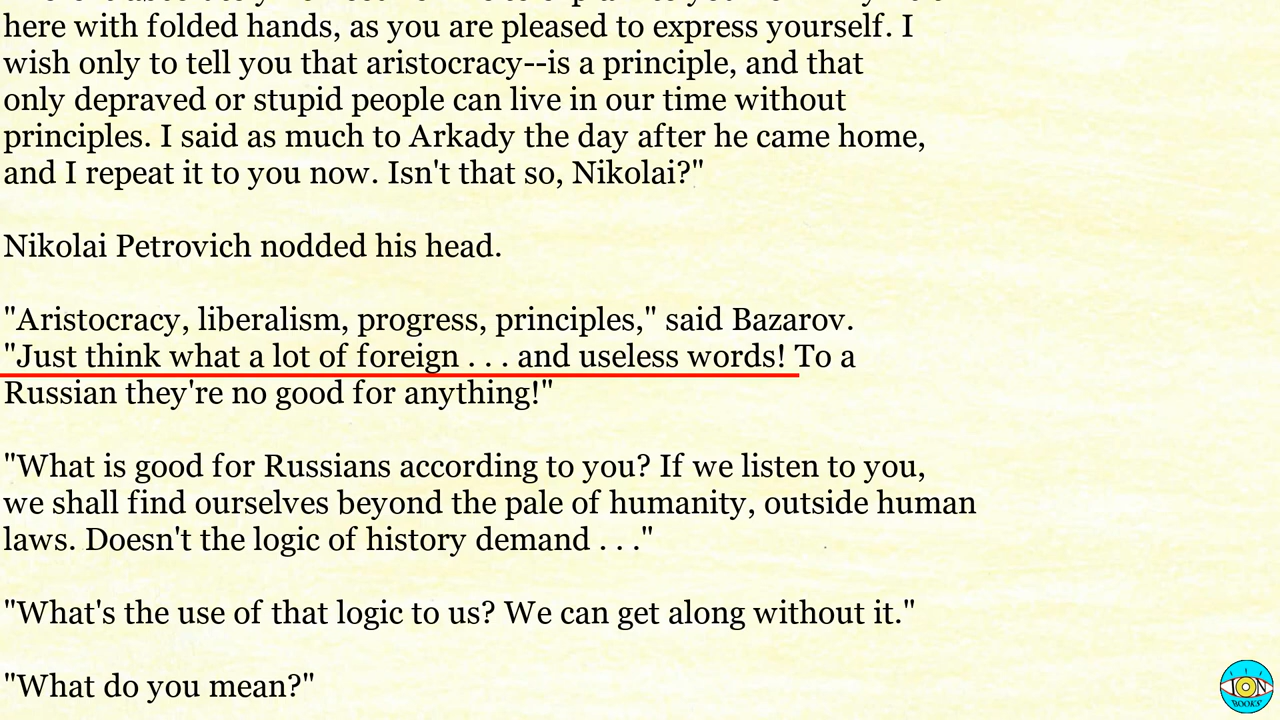 here with folded hands, as you are pleased to express yourself. I
wish only to tell you that aristocracy--is a principle, and that
only depraved or stupid people can live in our time without
principles. I said as much to Arkady the day after he came home,
and I repeat it to you now. Isn't that so, Nikolai?"
Nikolai Petrovich nodded his head.
"Aristocracy, liberalism, progress, principles," said Bazarov.
"Just think what a lot of foreign . . . and useless words! To a
Russian they're no good for anything!"
"What is good for Russians according to you? If we listen to you,
we shall find ourselves beyond the pale of humanity, outside human
laws. Doesn't the logic of history demand . . ."
"What's the use of that logic to us? We can get along without it."
"What do you mean?"
ION
BOOKS